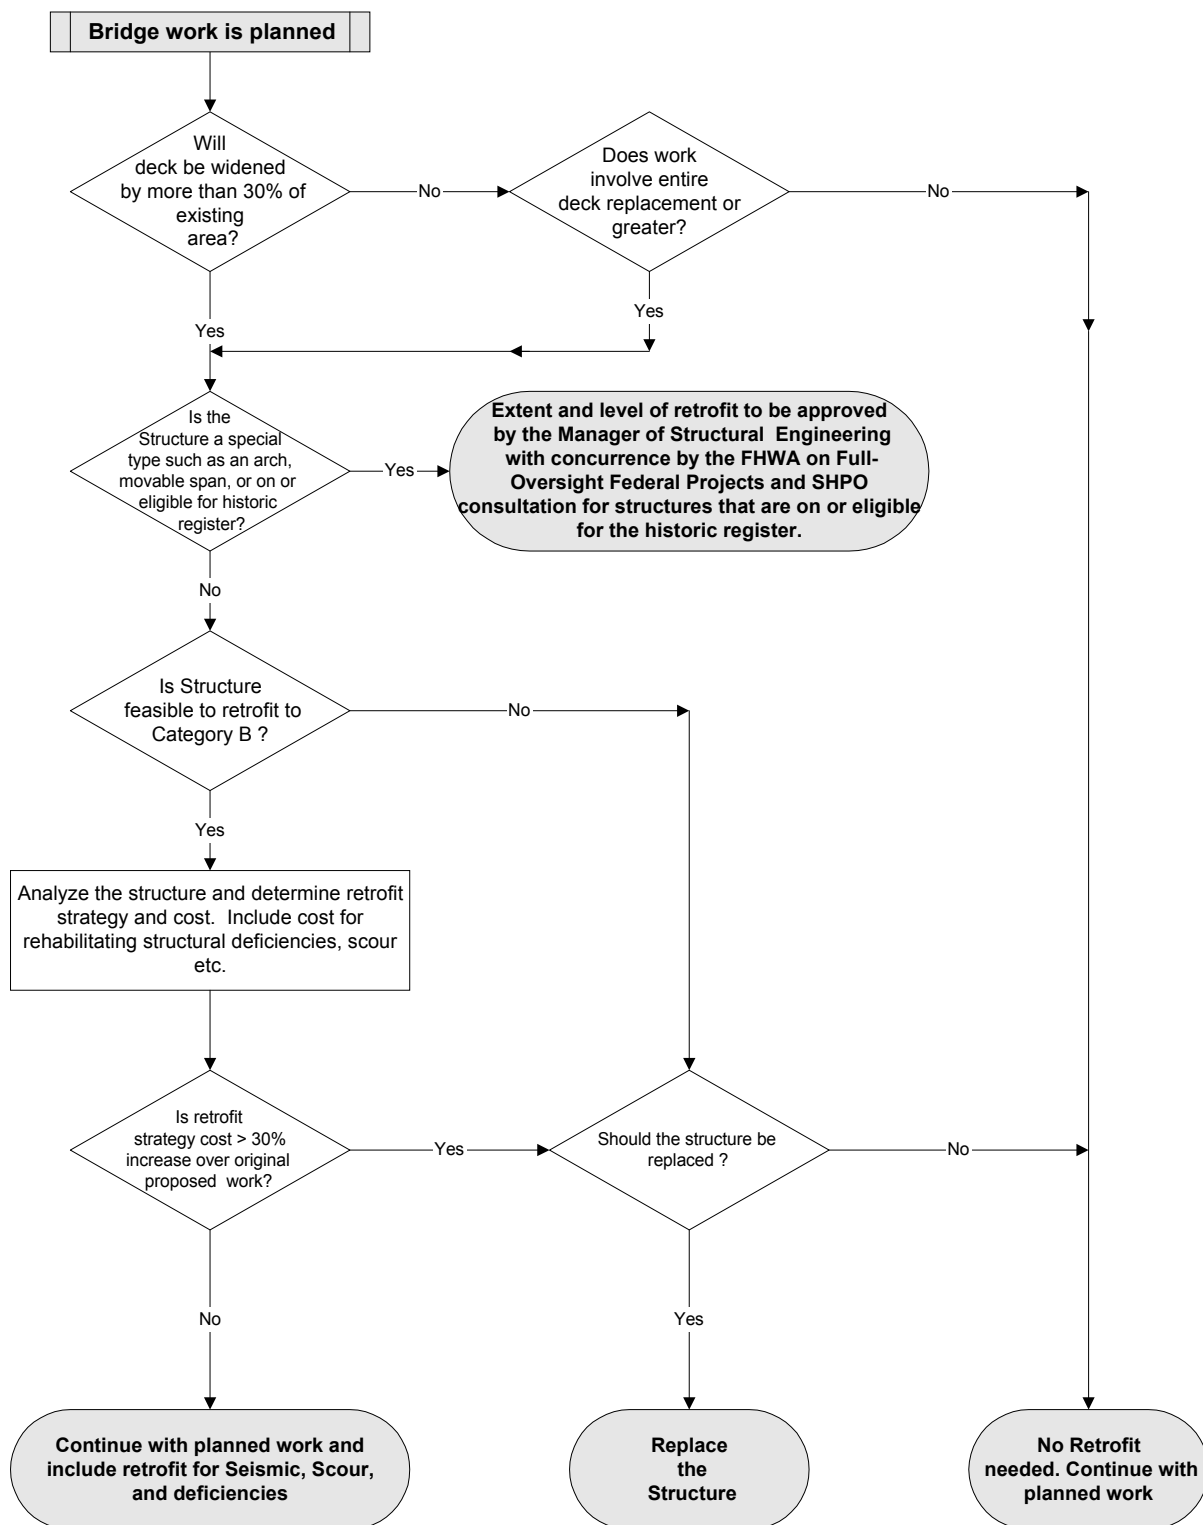 Bridge work is planned
Will
deck be widened
by more than 30% of
existing
area?
No
Does work
involve entire
deck replacement or
greater?
No
Yes
Yes
Is the
Structure a special
type such as an arch,
movable span, or on or
eligible for historic
register?
Yes
Extent and level of retrofit to be approved
by the Manager of Structural Engineering
with concurrence by the FHWA on Full-
Oversight Federal Projects and SHPO
consultation for structures that are on or eligible
for the historic register.
No
Is Structure
feasible to retrofit to
Category B ?
No
Yes
Analyze the structure and determine retrofit
strategy and cost. Include cost for
rehabilitating structural deficiencies, scour
etc.
Is retrofit
strategy cost > 30%
increase over original
proposed work?
Yes
Should the structure be
replaced ?
No
No
Yes
Continue with planned work and
include retrofit for Seismic, Scour,
and deficiencies
Replace
the
Structure
No Retrofit
needed. Continue with
planned work